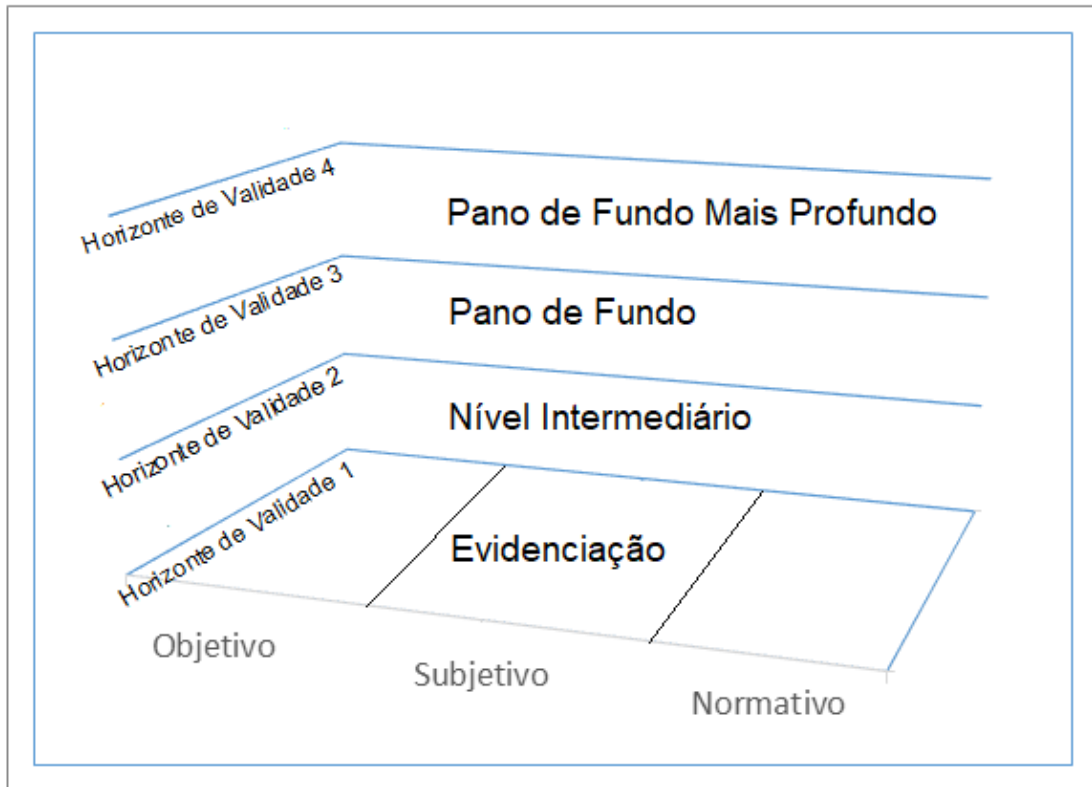 Horizonte de Validade 4
Pano de Fundo Mais Profundo
Horizonte de Validade 3
Pano de Fundo
Horizonte de Validade 2
Nível Intermediário
Horizonte de Validade 1
Evidenciação
Objetivo
Subjetivo
Normativo